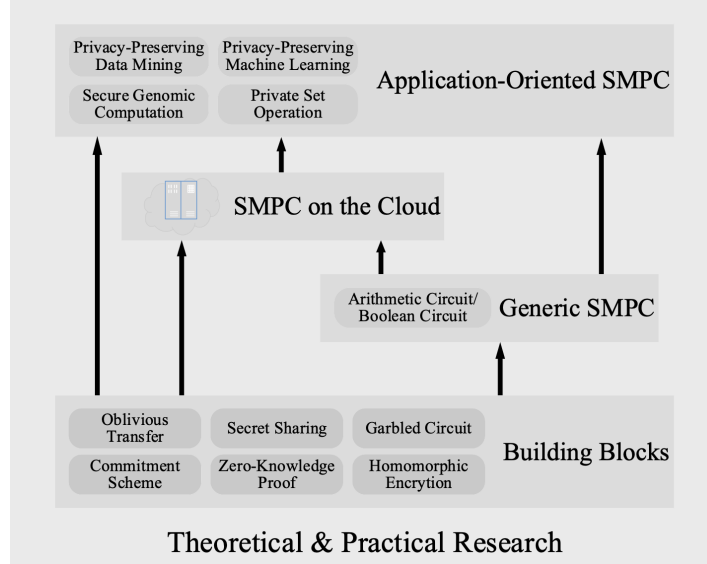 Privacy-Preserving
Data Mining
Privacy-Preserving
Machine Learning
Secure Genomic
Computation
Private Set
Operation
Application-Oriented SMPC
SMPC on the Cloud
Arithmetic Circuit/
Boolean Circuit
Generic SMPC
Oblivious
Transfer
Secret Sharing
Garbled Circuit
Commitment
Scheme
Zero-Knowledge
Proof
Homomorphic
Encrytion
Building Blocks
Theoretical & Practical Research